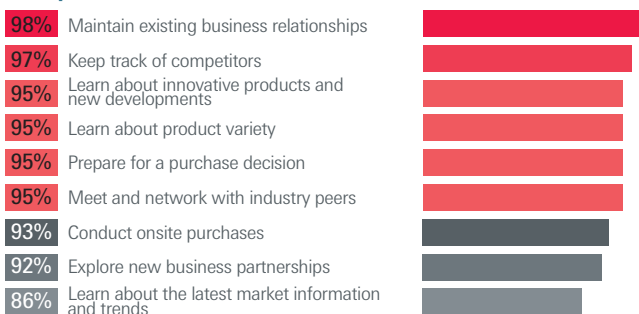 98% Maintain existing business relationships
97% Keep track of competitors
95% Learn about innovative products and
new developments
95% Learn about product variety
95% Prepare for a purchase decision
95% Meet and network with industry peers
93% Conduct onsite purchases
92% Explore new business partnerships
86% Learn about the latest market information
and trends